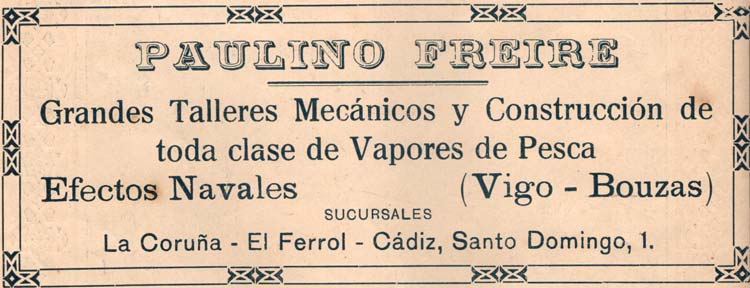 PAULINO FREIRE
Grandes Talleres Mecánicos y Construcción de
toda clase de Vapores de Pesca
Efectos Navales (Vigo - Bouzas)
SUCURSALES
La Coruña - El Ferrol - Cádiz, Santo Domingo, 1.